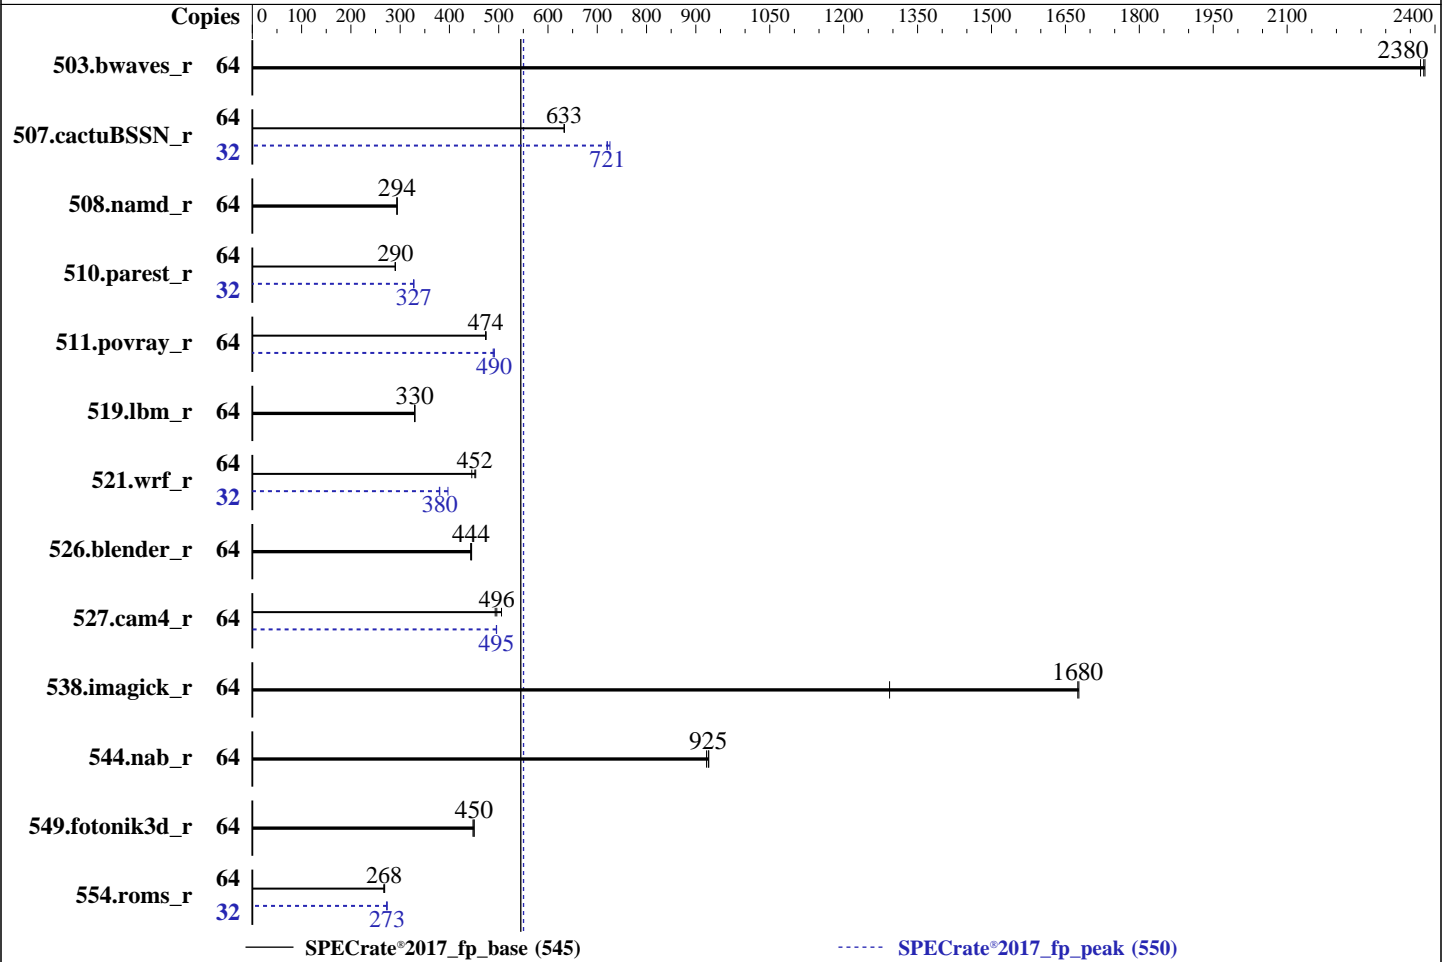 Copies 0 100 200 300 400 500 600 700 800 900 1050 1200 1350 1500 1650 1800 1950 2100 2400
503.bwaves_r 64 2380
507.cactuBSSN_r 64 633
32 721
508.namd_r 64 294
510.parest_r 64 290
32 327
511.povray_r 64 474
490
519.lbm_r 64 330
521.wrf_r 64 452
32 380
526.blender_r 64 444
527.cam4_r 64 496
495
538.imagick_r 64 1680
544.nab_r 64 925
549.fotonik3d_r 64 450
554.roms_r 64 268
32 273
SPECrate®2017_fp_base (545) SPECrate®2017_fp_peak (550)